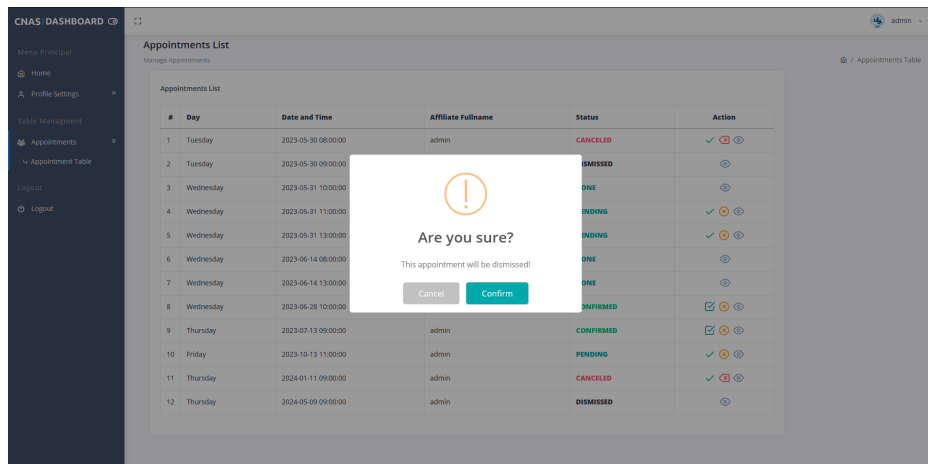 CNAS|DASHBOARD
admin
Menu Principal
Home
Profile Settings
Table Managment
Appointments
Appointment Table
Logout
Logout
Appointments List
Manage Appointments
/ Appointments Table
Appointments List
# Day Date and Time Affiliate Fullname Status Action
1 Tuesday 2023-05-30 08:00:00 admin CANCELED
2 Tuesday 2023-05-30 09:00:00 ISMISSED
3 Wednesday 2023-05-31 10:00:00 ONE
4 Wednesday 2023-05-31 11:00:00 ENDING
5 Wednesday 2023-05-31 13:00:00 ENDING
6 Wednesday 2023-06-14 08:00:00 ONE
7 Wednesday 2023-06-14 13:00:00 ONE
8 Wednesday 2023-06-28 10:00:00 ONFIRMED
9 Thursday 2023-07-13 09:00:00 admin CONFIRMED
10 Friday 2023-10-13 11:00:00 admin PENDING
11 Thursday 2024-01-11 09:00:00 admin CANCELED
12 Thursday 2024-05-09 09:00:00 admin DISMISSED
Are you sure?
This appointment will be dismissed!
Cancel Confirm